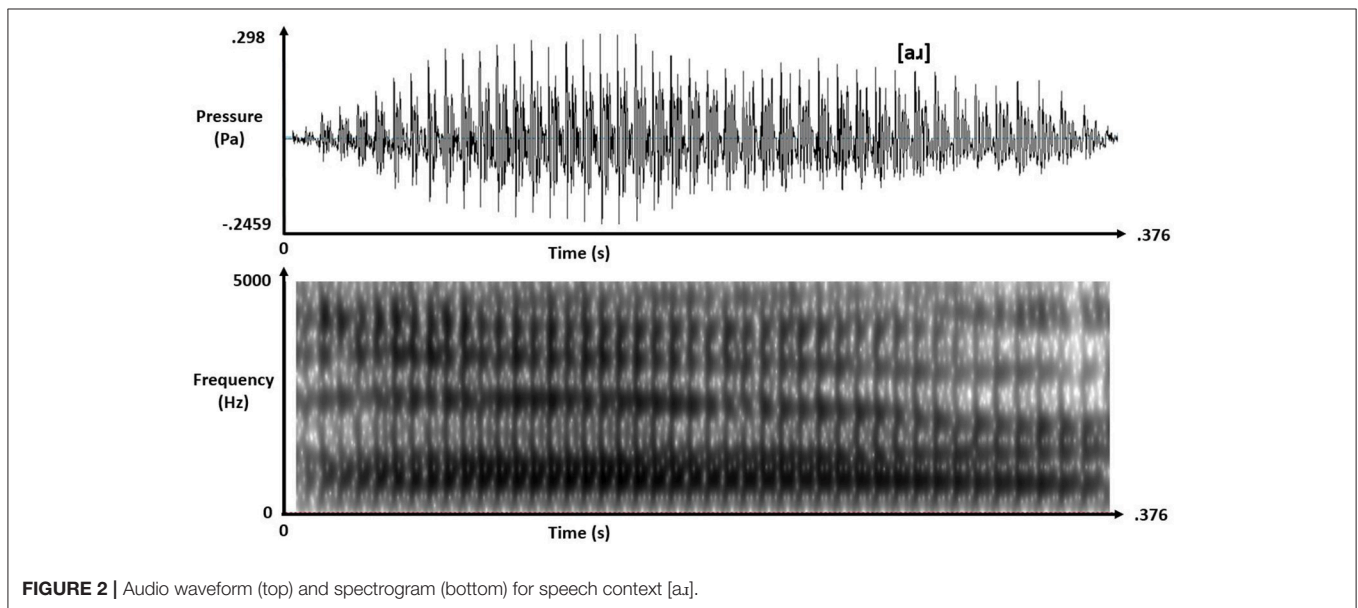 .298
[aɹ]
Pressure
(Pa)
-.2459
0
Time (s)
.376
5000
Frequency
(Hz)
0
0
Time (s)
.376
FIGURE 2 | Audio waveform (top) and spectrogram (bottom) for speech context [aɹ].